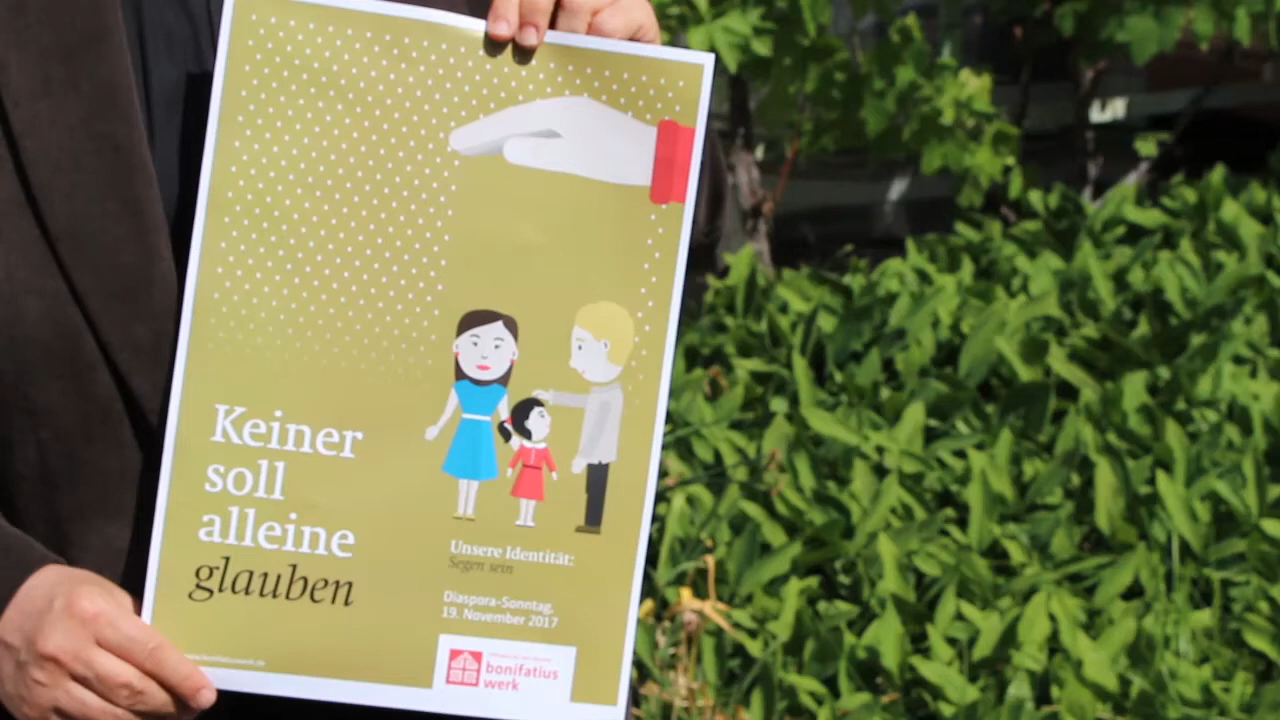 Keiner
soll
alleine
glauben
Unsere Identität:
Segen sein
Diaspora-Sonntag,
19. November 2017
bonifatius
werk